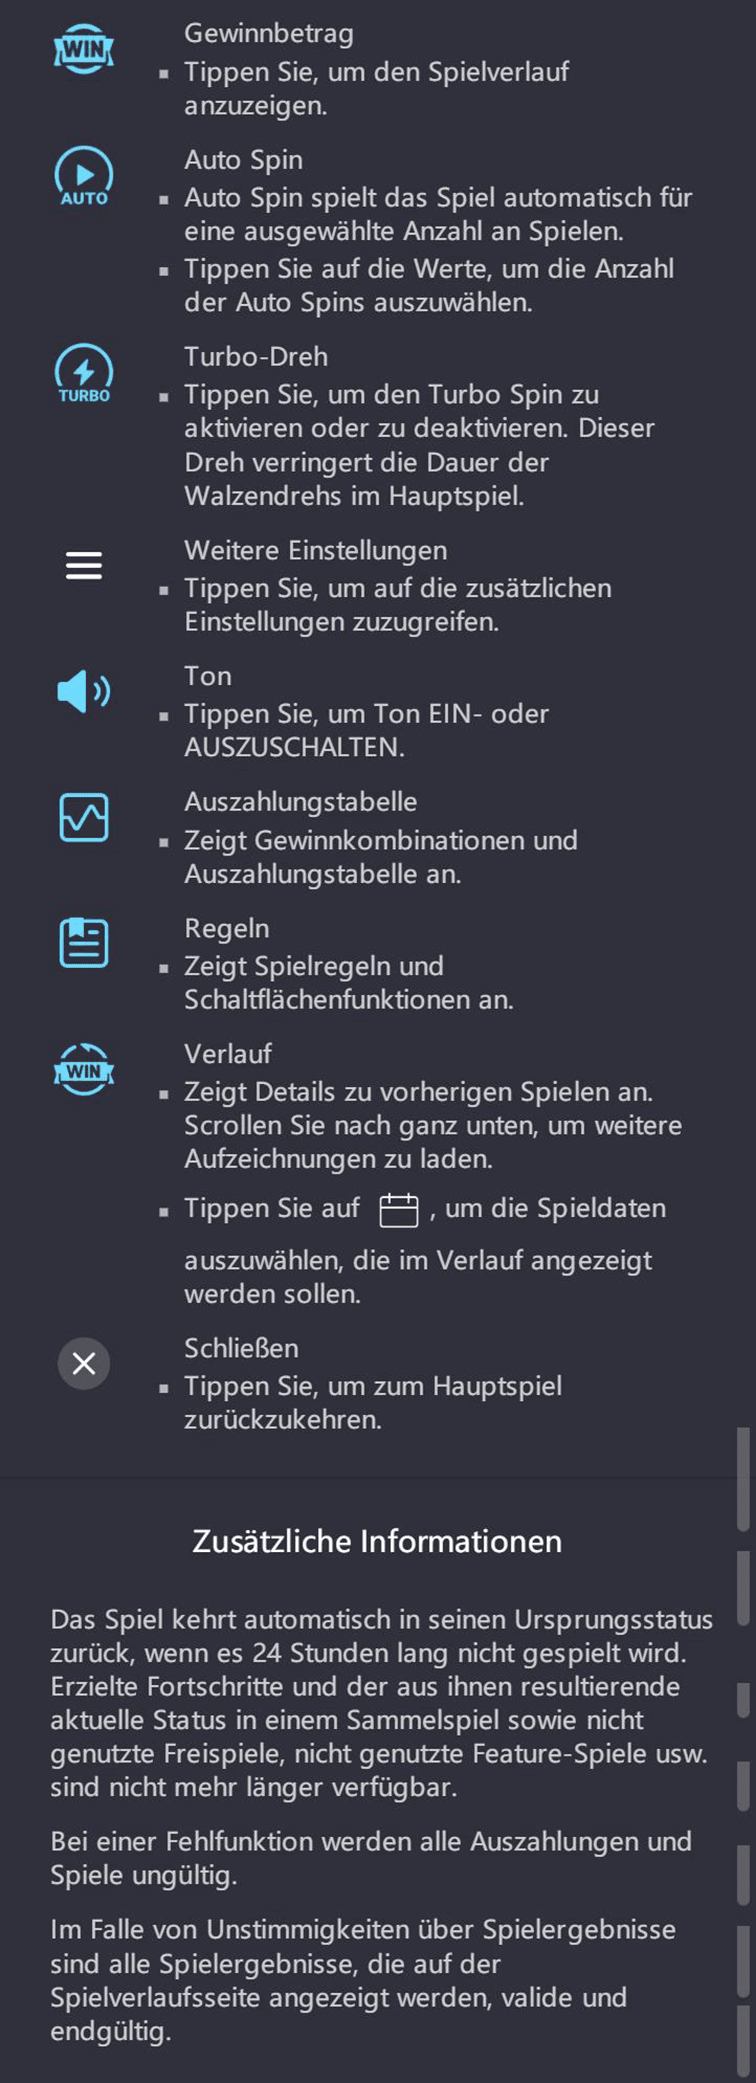 WIN
Gewinnbetrag
▪ Tippen Sie, um den Spielverlauf
anzuzeigen.
AUTO
Auto Spin
▪ Auto Spin spielt das Spiel automatisch für
eine ausgewählte Anzahl an Spielen.
▪ Tippen Sie auf die Werte, um die Anzahl
der Auto Spins auszuwählen.
TURBO
Turbo-Dreh
▪ Tippen Sie, um den Turbo Spin zu
aktivieren oder zu deaktivieren. Dieser
Dreh verringert die Dauer der
Walzendrehs im Hauptspiel.
Weitere Einstellungen
▪ Tippen Sie, um auf die zusätzlichen
Einstellungen zuzugreifen.
Ton
▪ Tippen Sie, um Ton EIN- oder
AUSZUSCHALTEN.
Auszahlungstabelle
▪ Zeigt Gewinnkombinationen und
Auszahlungstabelle an.
Regeln
▪ Zeigt Spielregeln und
Schaltflächenfunktionen an.
WIN
Verlauf
▪ Zeigt Details zu vorherigen Spielen an.
Scrollen Sie nach ganz unten, um weitere
Aufzeichnungen zu laden.
▪ Tippen Sie auf , um die Spieldaten
auszuwählen, die im Verlauf angezeigt
werden sollen.
Schließen
▪ Tippen Sie, um zum Hauptspiel
zurückzukehren.
Zusätzliche Informationen
Das Spiel kehrt automatisch in seinen Ursprungsstatus
zurück, wenn es 24 Stunden lang nicht gespielt wird.
Erzielte Fortschritte und der aus ihnen resultierende
aktuelle Status in einem Sammelspiel sowie nicht
genutzte Freispiele, nicht genutzte Feature-Spiele usw.
sind nicht mehr länger verfügbar.
Bei einer Fehlfunktion werden alle Auszahlungen und
Spiele ungültig.
Im Falle von Unstimmigkeiten über Spielergebnisse
sind alle Spielergebnisse, die auf der
Spielverlaufsseite angezeigt werden, valide und
endgültig.